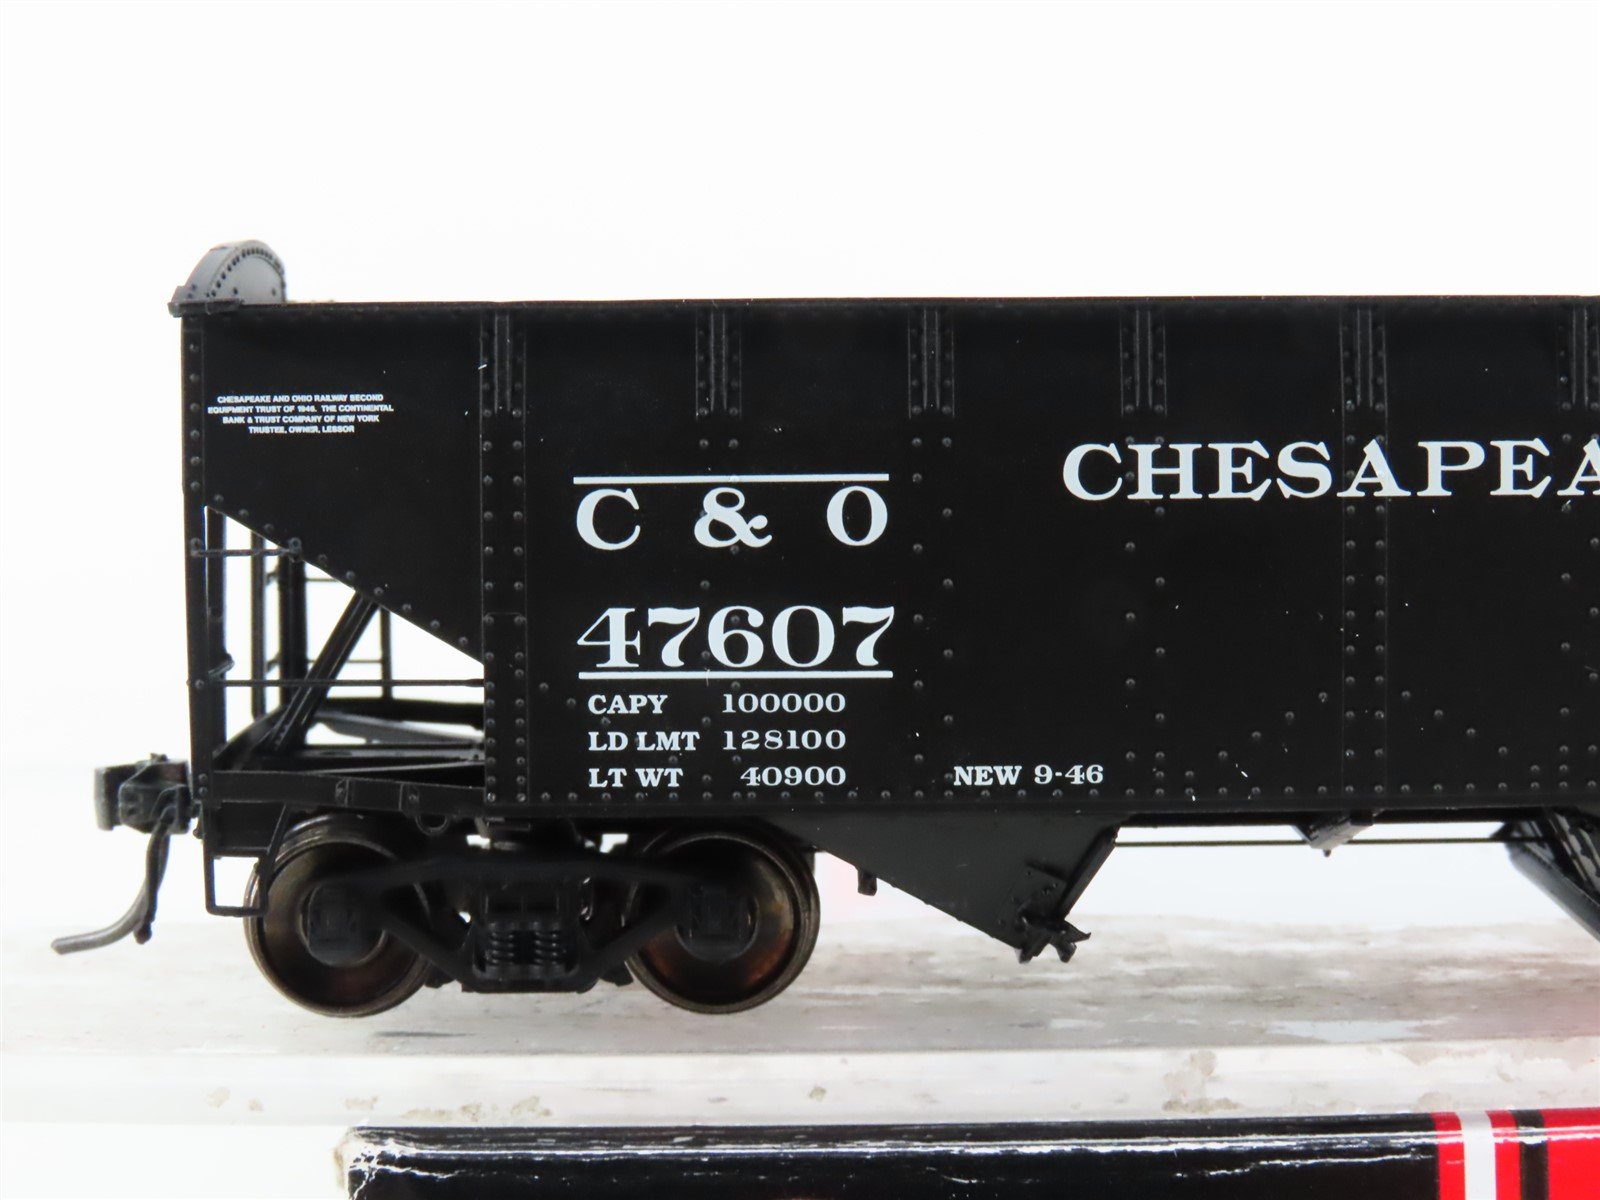 CHESAPEAKE AND OHIO RAILWAY SECOND
EQUIPMENT TRUST OF 1946. THE CONTINENTAL
BANK & TRUST COMPANY OF NEW YORK
TRUSTEE, OWNER, LESSOR
C & O
47607
CAPY 100000
LD LMT 128100
LT WT 40900
NEW 9-46
CHESAPEA